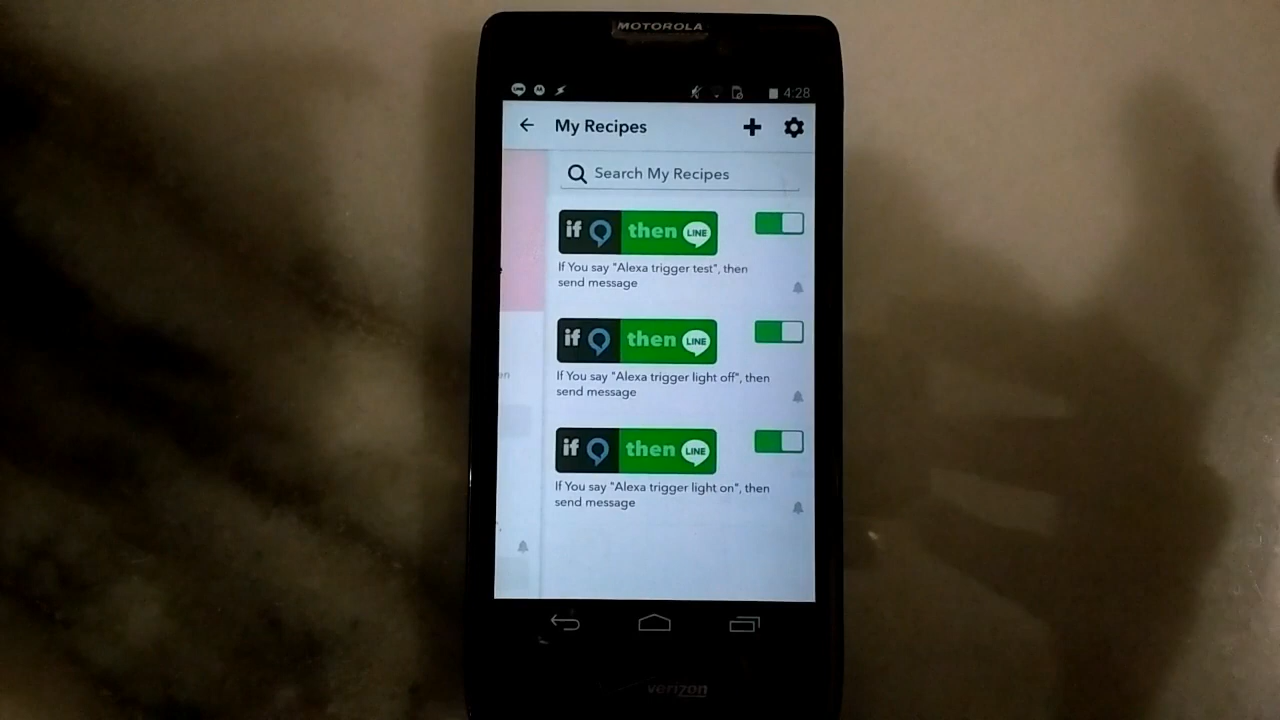 MOTOROLA
LINE
4:28
My Recipes
Search My Recipes
if then LINE
If You say "Alexa trigger test", then
send message
if then LINE
If You say "Alexa trigger light off", then
send message
if then LINE
If You say "Alexa trigger light on", then
send message
verizon